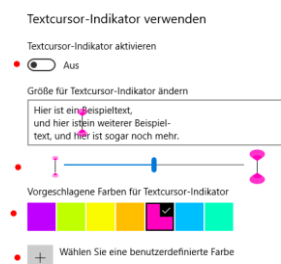 Textcursor-Indikator verwenden
Textcursor-Indikator aktivieren
Aus
Größe für Textcursor-Indikator ändern
Hier ist ein Beispieltext,
und hier ist ein weiterer Beispiel-
text, und hier ist sogar noch mehr.
Vorgeschlagene Farben für Textcursor-Indikator
Wählen Sie eine benutzerdefinierte Farbe